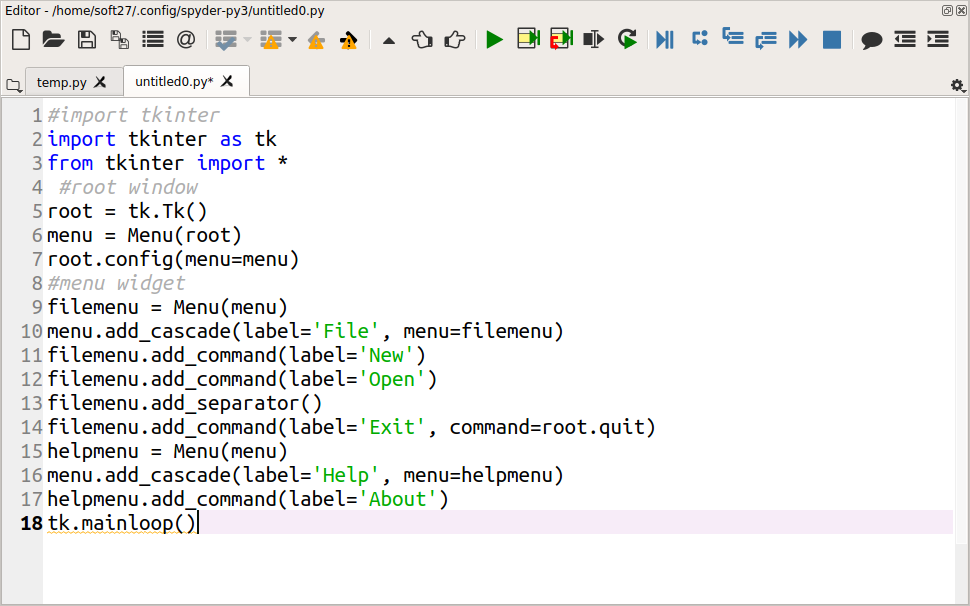 Editor - /home/soft27/.config/spyder-py3/untitled0.py
temp.py
untitled0.py*
1 #import tkinter
2 import tkinter as tk
3 from tkinter import *
4  #root window
5 root = tk.Tk()
6 menu = Menu(root)
7 root.config(menu=menu)
8 #menu widget
9 filemenu = Menu(menu)
10 menu.add_cascade(label='File', menu=filemenu)
11 filemenu.add_command(label='New')
12 filemenu.add_command(label='Open')
13 filemenu.add_separator()
14 filemenu.add_command(label='Exit', command=root.quit)
15 helpmenu = Menu(menu)
16 menu.add_cascade(label='Help', menu=helpmenu)
17 helpmenu.add_command(label='About')
18 tk.mainloop()